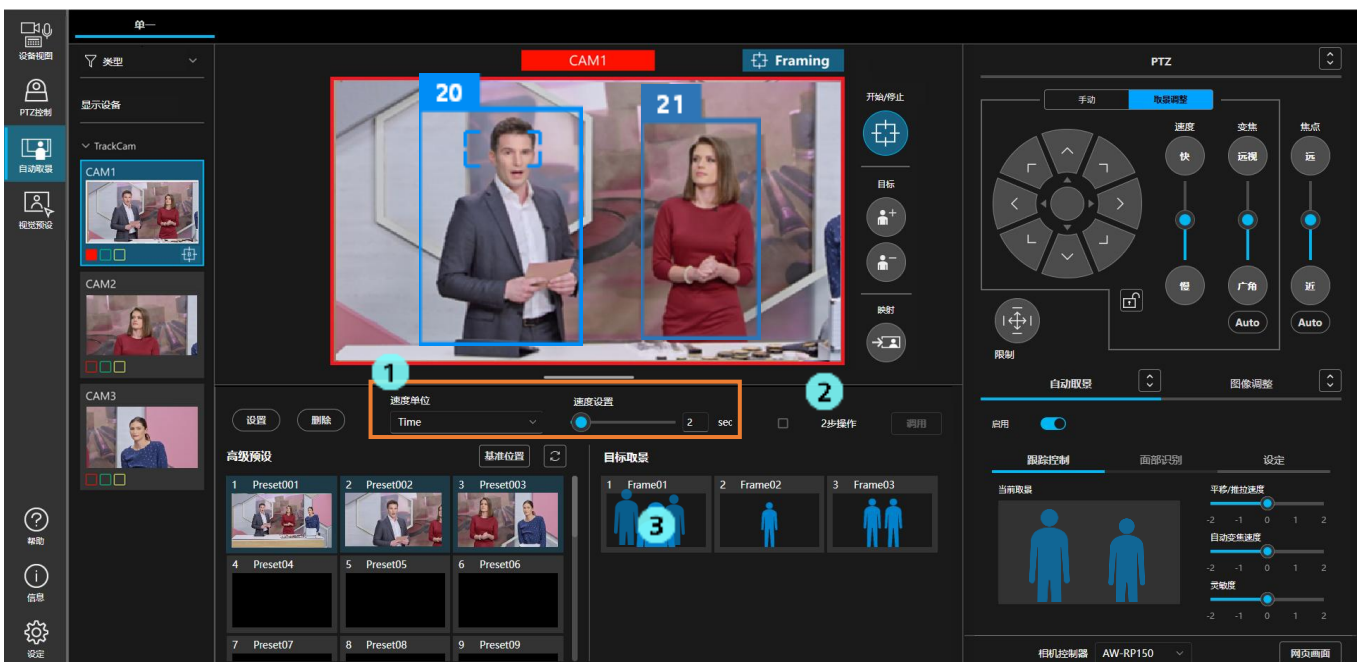 设备视图
PTZ控制
自动取景
视觉预设
帮助
信息
设定
单一
类型
显示设备
TrackCam
CAM1
CAM2
CAM3
CAM1
Framing
20
21
开始/停止
目标
映射
1
速度单位
Time
速度设置
2 sec
2
2步操作
调用
设置
删除
高级预设
基准位置
1 Preset001
2 Preset002
3 Preset003
4 Preset04
5 Preset05
6 Preset06
7 Preset07
8 Preset08
9 Preset09
目标取景
1 Frame01
2 Frame02
3 Frame03
3
PTZ
手动
取景调整
速度
变焦
焦点
快
远视
远
慢
广角
近
Auto
Auto
限制
自动取景
图像调整
启用
跟踪控制
面部识别
设定
当前取景
平移/推拉速度
-2 -1 0 1 2
自动变焦速度
-2 -1 0 1 2
灵敏度
-2 -1 0 1 2
相机控制器
AW-RP150
网页画面